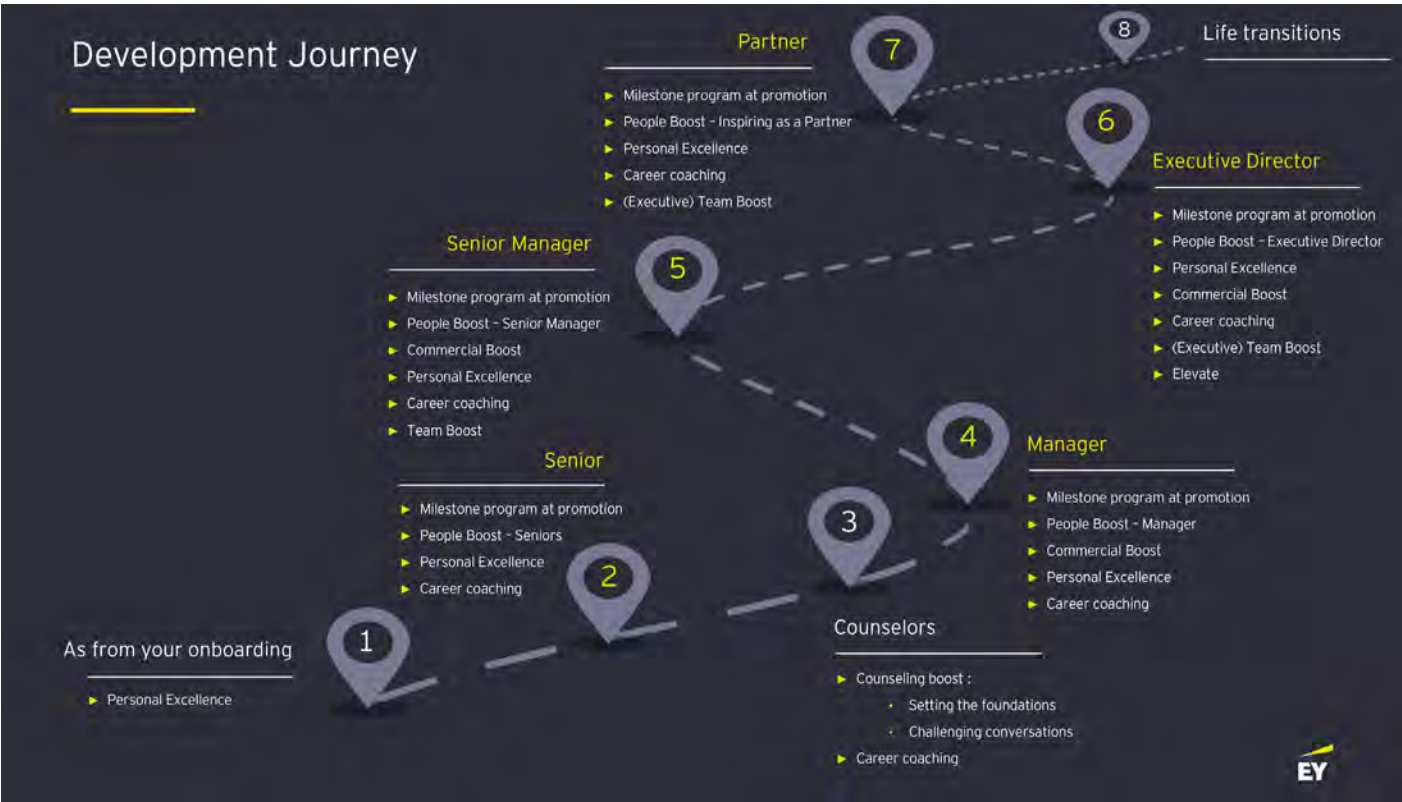 Development Journey
As from your onboarding
1
► Personal Excellence
Senior
2
► Milestone program at promotion
► People Boost – Seniors
► Personal Excellence
► Career coaching
3
Counselors
► Counseling boost :
• Setting the foundations
• Challenging conversations
► Career coaching
4
Manager
► Milestone program at promotion
► People Boost – Manager
► Commercial Boost
► Personal Excellence
► Career coaching
Senior Manager
5
► Milestone program at promotion
► People Boost – Senior Manager
► Commercial Boost
► Personal Excellence
► Career coaching
► Team Boost
6
Executive Director
► Milestone program at promotion
► People Boost – Executive Director
► Personal Excellence
► Commercial Boost
► Career coaching
► (Executive) Team Boost
► Elevate
Partner
7
► Milestone program at promotion
► People Boost – Inspiring as a Partner
► Personal Excellence
► Career coaching
► (Executive) Team Boost
8
Life transitions
EY